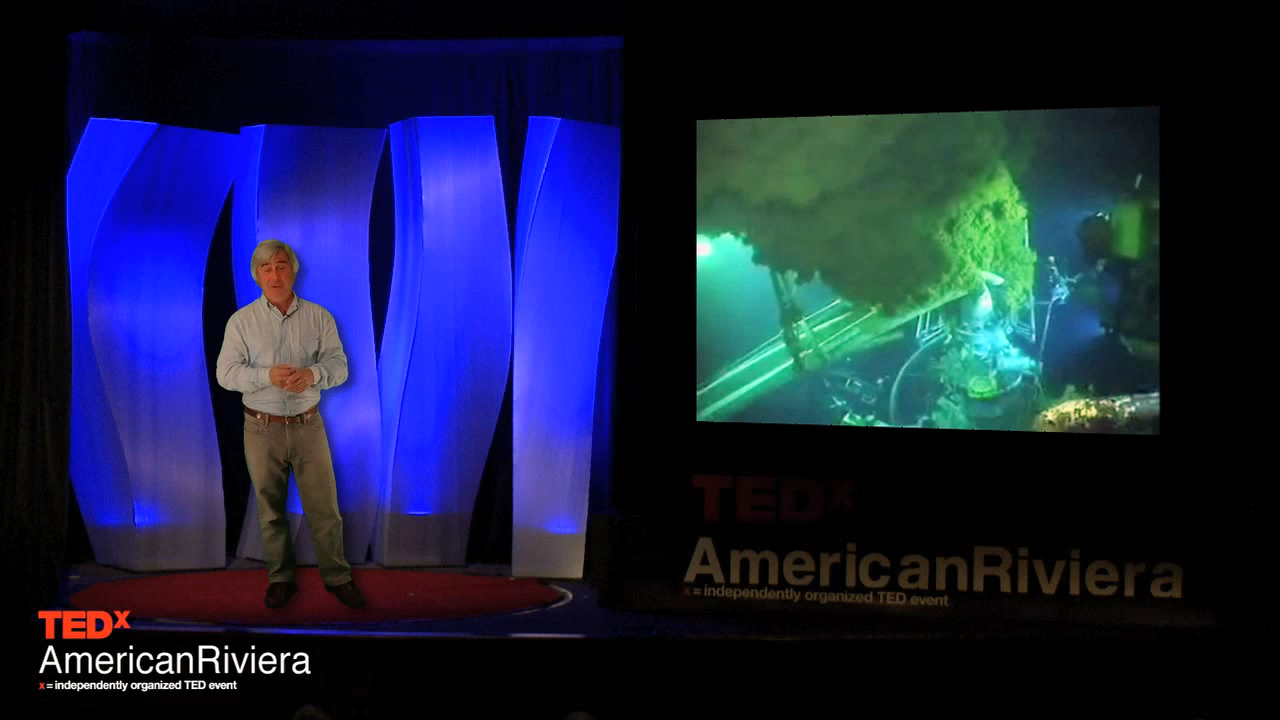 TEDx
AmericanRiviera
x = independently organized TED event
TEDx
AmericanRiviera
x = independently organized TED event